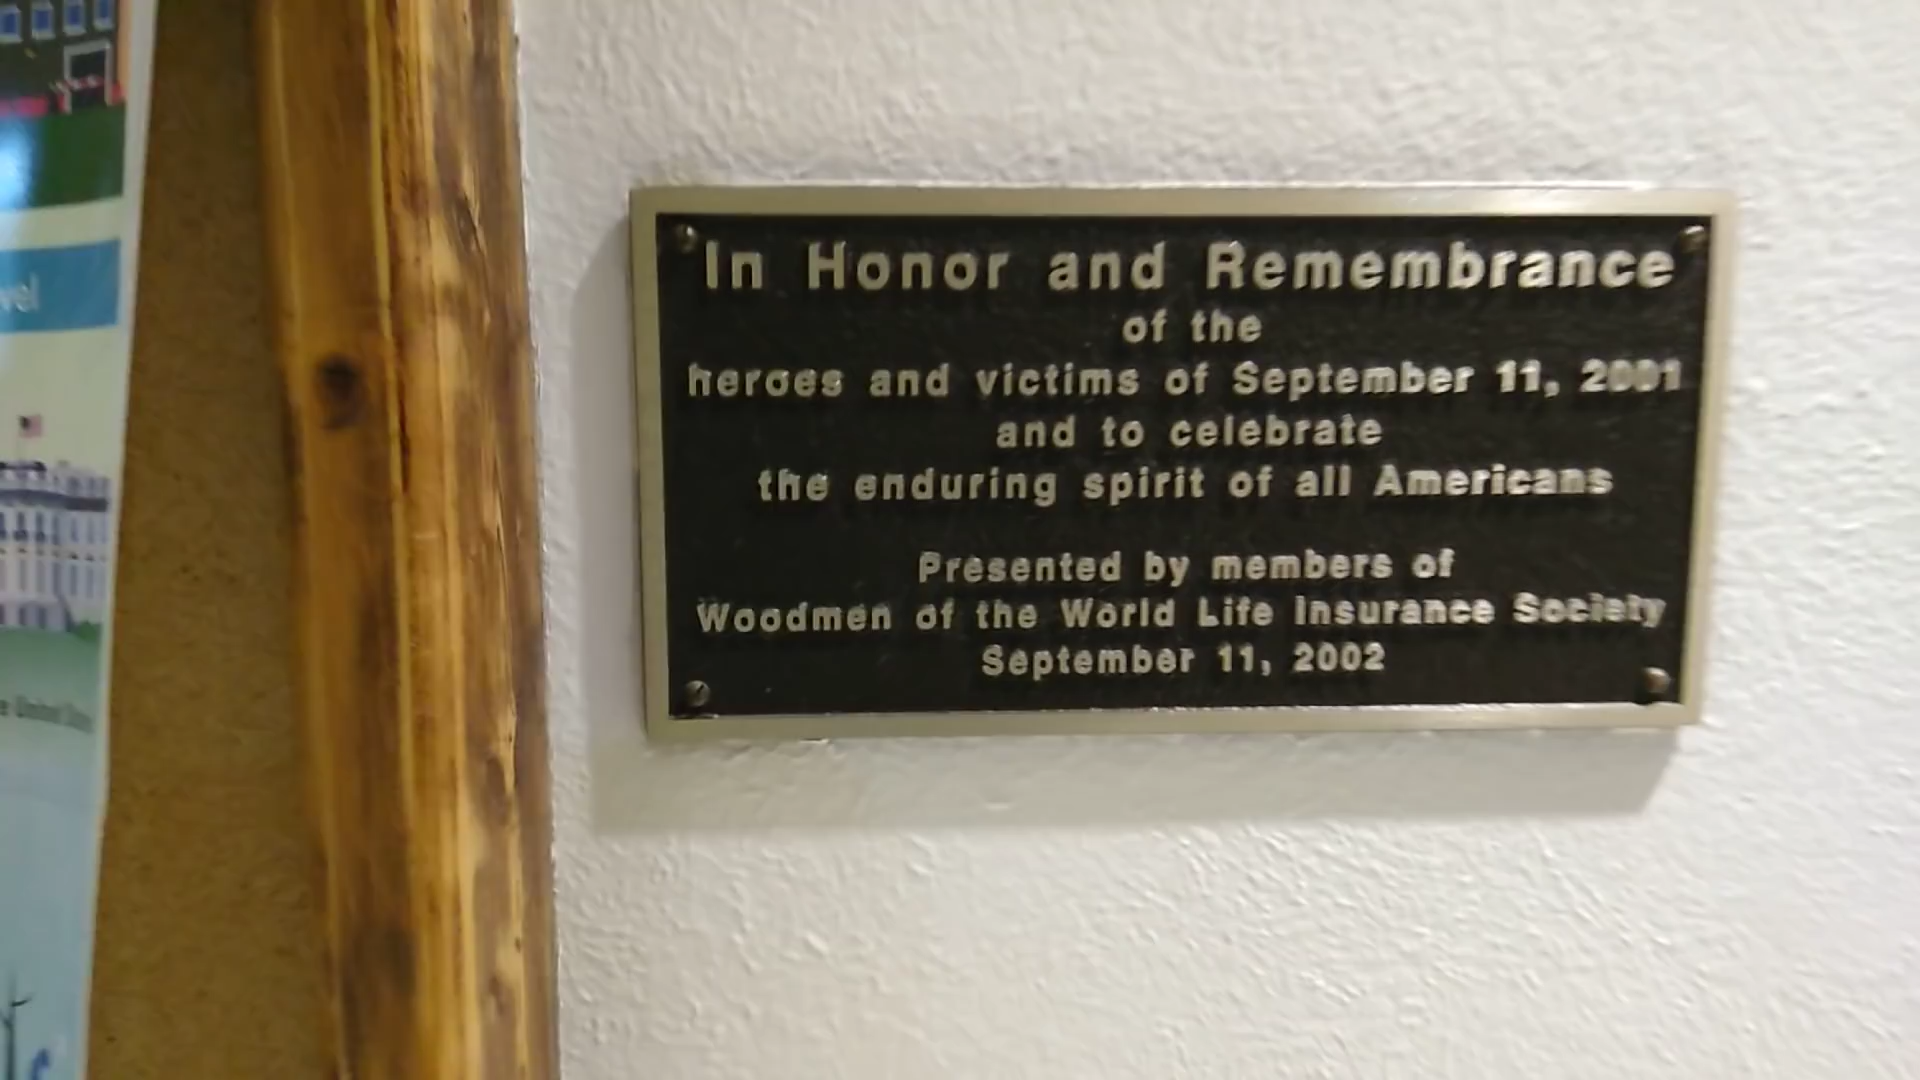 In Honor and Remembrance
of the
heroes and victims of September 11, 2001
and to celebrate
the enduring spirit of all Americans
Presented by members of
Woodmen of the World Life Insurance Society
September 11, 2002